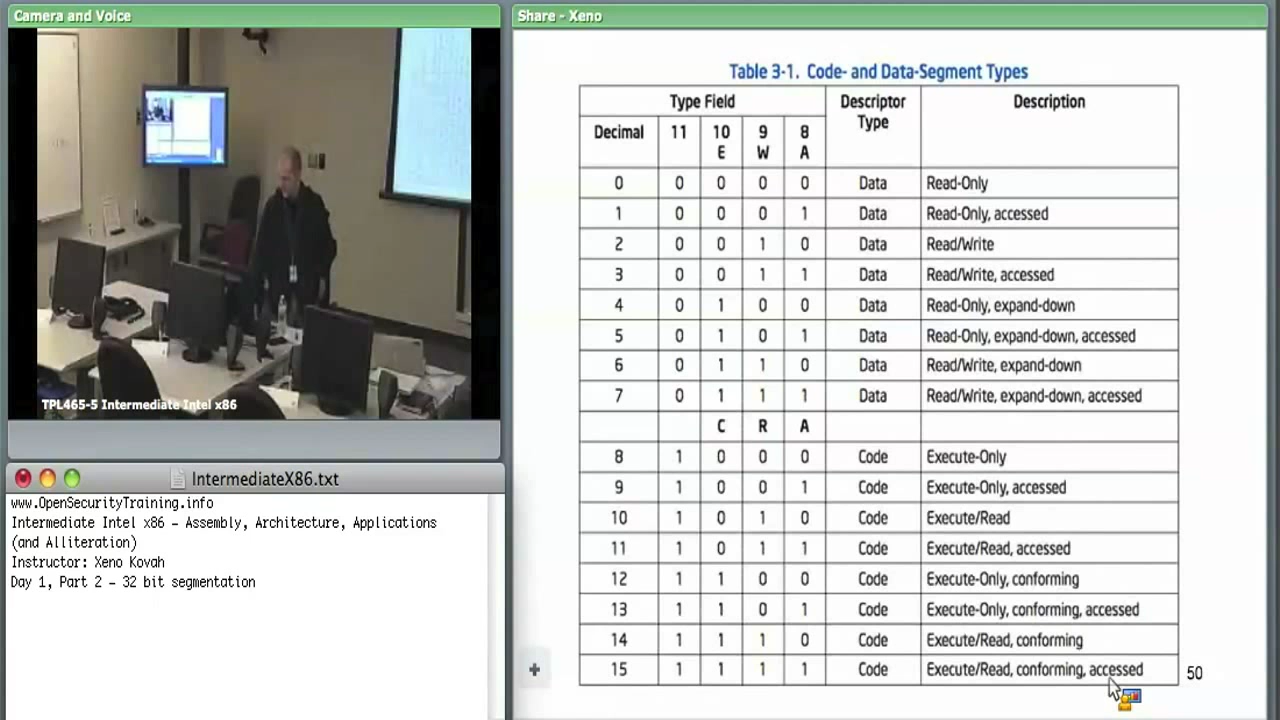 Camera and Voice
TPL465-5 Intermediate Intel x86
IntermediateX86.txt
www.OpenSecurityTraining.info
Intermediate Intel x86 – Assembly, Architecture, Applications
(and Alliteration)
Instructor: Xeno Kovah
Day 1, Part 2 – 32 bit segmentation
Share - Xeno
Table 3-1. Code- and Data-Segment Types
Type Field Descriptor Type Description
Decimal 11 10 E 9 W 8 A
0 0 0 0 0 Data Read-Only
1 0 0 0 1 Data Read-Only, accessed
2 0 0 1 0 Data Read/Write
3 0 0 1 1 Data Read/Write, accessed
4 0 1 0 0 Data Read-Only, expand-down
5 0 1 0 1 Data Read-Only, expand-down, accessed
6 0 1 1 0 Data Read/Write, expand-down
7 0 1 1 1 Data Read/Write, expand-down, accessed
C R A
8 1 0 0 0 Code Execute-Only
9 1 0 0 1 Code Execute-Only, accessed
10 1 0 1 0 Code Execute/Read
11 1 0 1 1 Code Execute/Read, accessed
12 1 1 0 0 Code Execute-Only, conforming
13 1 1 0 1 Code Execute-Only, conforming, accessed
14 1 1 1 0 Code Execute/Read, conforming
15 1 1 1 1 Code Execute/Read, conforming, accessed
50